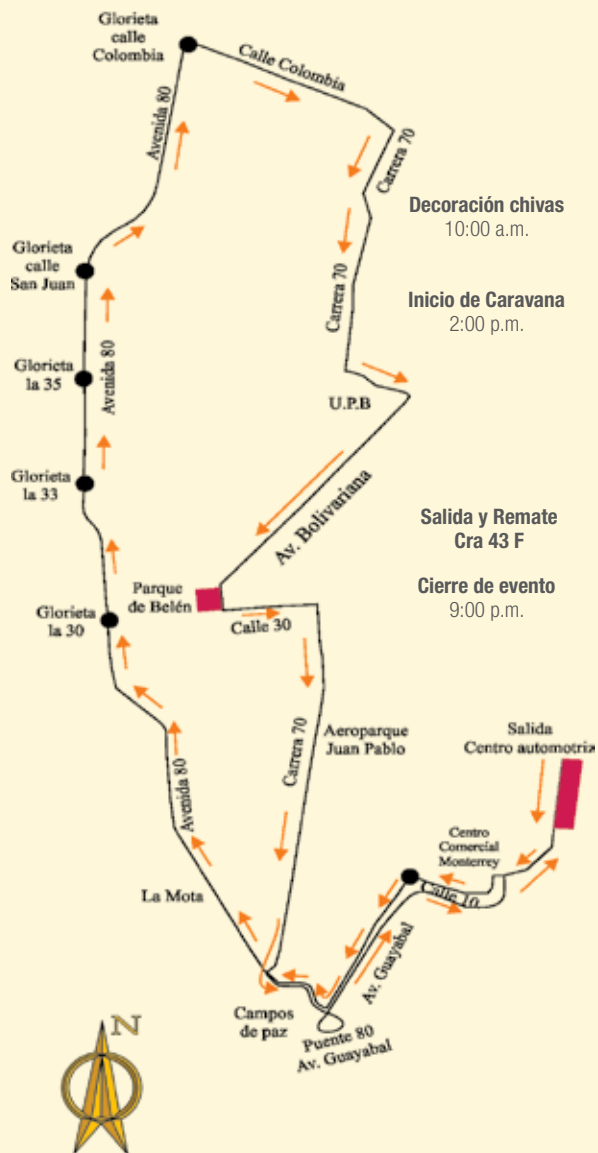 Glorieta
calle
Colombia
Calle Colombia
Avenida 80
Carrera 70
Decoración chivas
10:00 a.m.
Glorieta
calle
San Juan
Carrera 70
Inicio de Caravana
2:00 p.m.
Glorieta
la 35
Avenida 80
U.P.B
Glorieta
la 33
Av. Bolivariana
Salida y Remate
Cra 43 F
Parque
de Belén
Cierre de evento
9:00 p.m.
Glorieta
la 30
Calle 30
Aeroparque
Juan Pablo
Salida
Centro automotriz
Carrera 70
Avenida 80
Centro
Comercial
Monterrey
La Mota
Calle 10
Av. Guayabal
Campos
de paz
Puente 80
Av. Guayabal
N